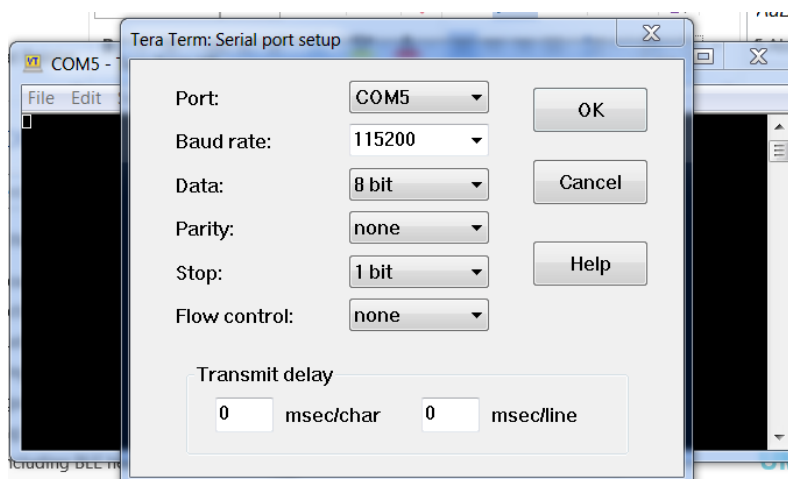 Tera Term: Serial port setup
COM5 -
File Edit
Port: COM5
OK
Baud rate: 115200
Data: 8 bit
Cancel
Parity: none
Stop: 1 bit
Help
Flow control: none
Transmit delay
0 msec/char 0 msec/line